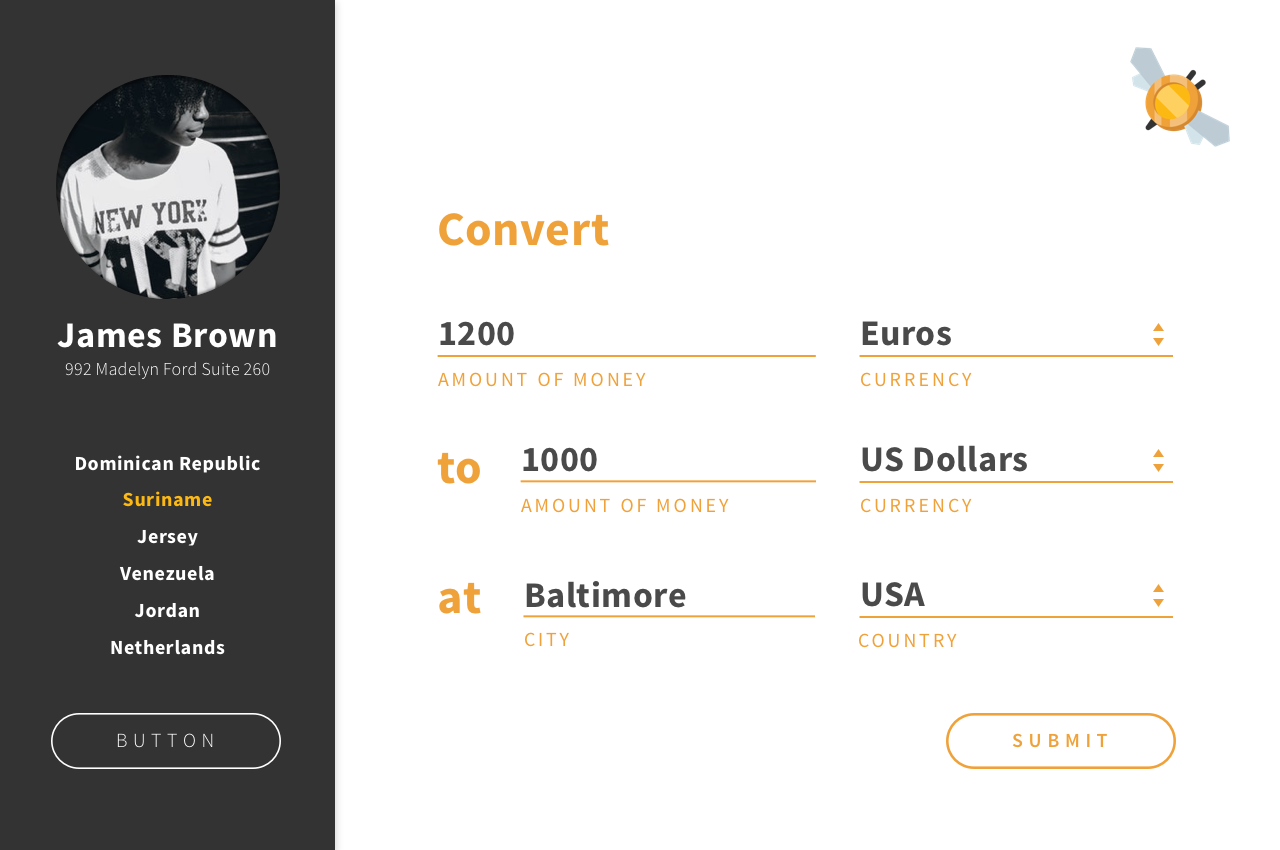 NEW YORK
James Brown
992 Madelyn Ford Suite 260
Dominican Republic
Suriname
Jersey
Venezuela
Jordan
Netherlands
BUTTON
Convert
1200
Euros
AMOUNT OF MONEY
CURRENCY
to
1000
US Dollars
AMOUNT OF MONEY
CURRENCY
at
Baltimore
USA
CITY
COUNTRY
SUBMIT